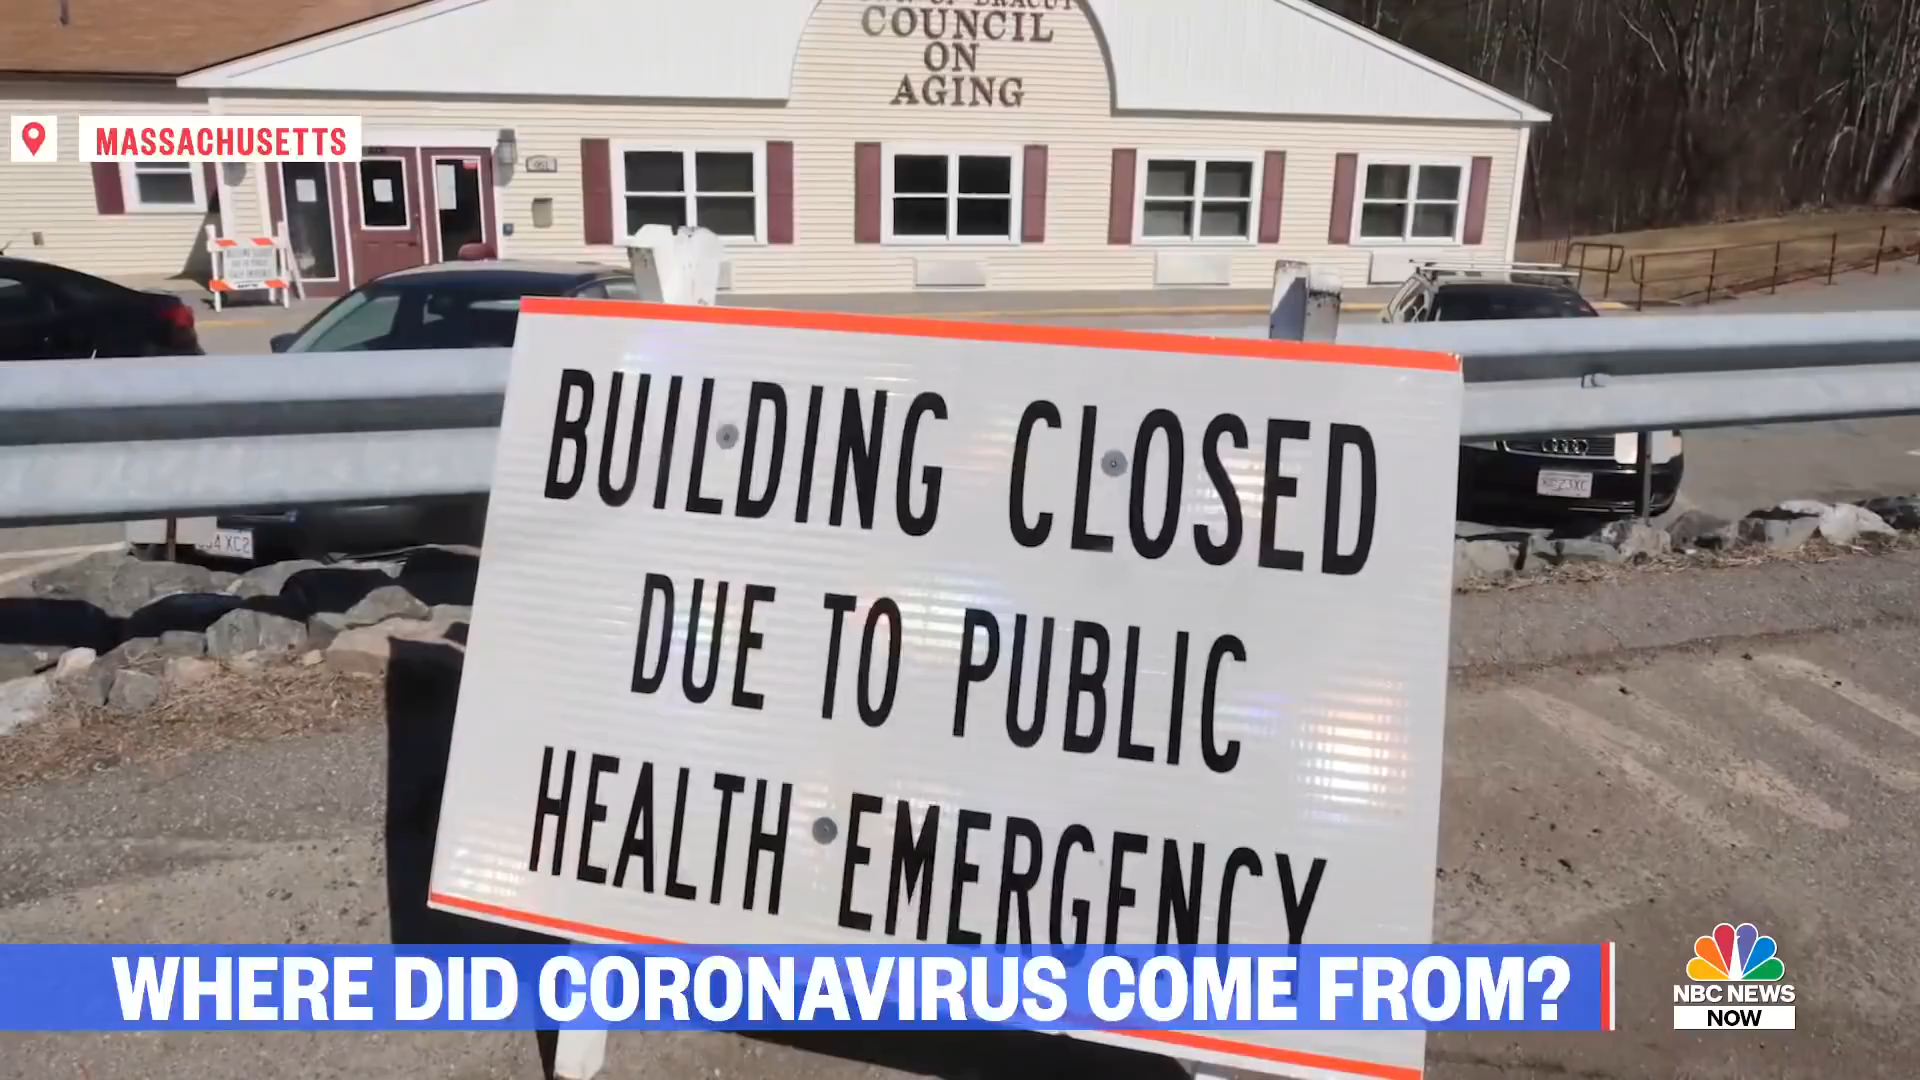 COUNCIL
ON
AGING
MASSACHUSETTS
BUILDING CLOSED
DUE TO PUBLIC
HEALTH EMERGENCY
WHERE DID CORONAVIRUS COME FROM?
NBC NEWS
NOW